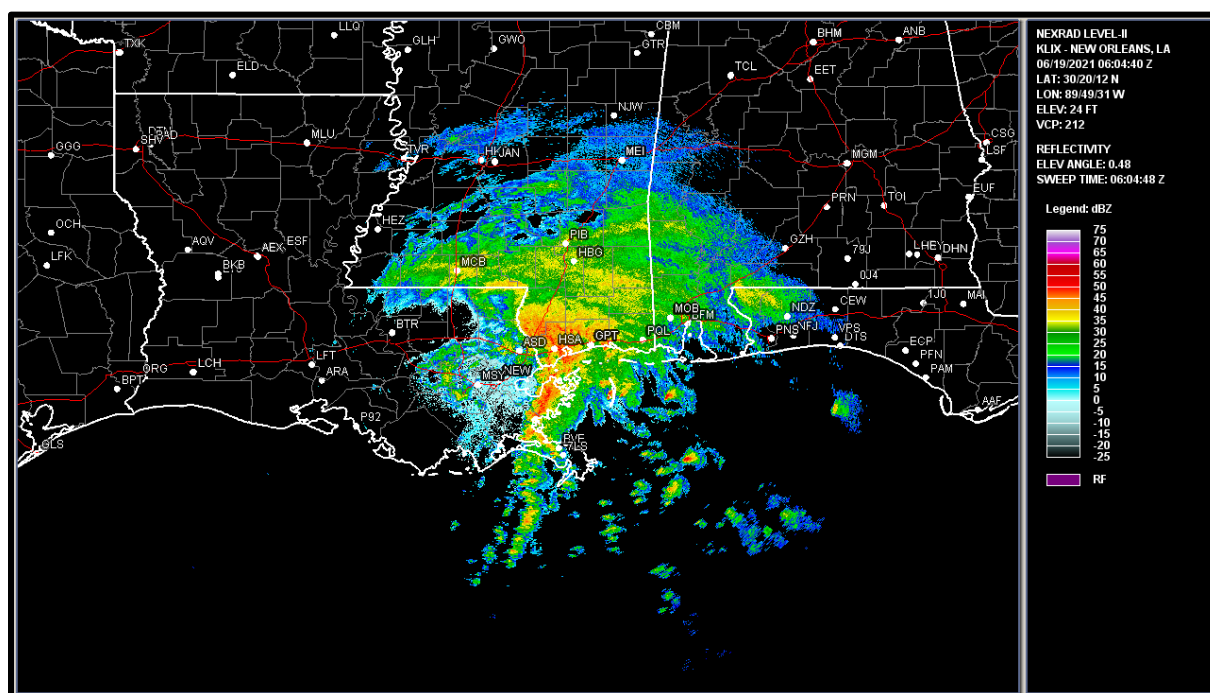 NEXRAD LEVEL-II
KLIX - NEW ORLEANS, LA
06/19/2021 06:04:40 Z
LAT: 30/20/12 N
LON: 89/49/31 W
ELEV: 24 FT
VCP: 212
REFLECTIVITY
ELEV ANGLE: 0.48
SWEEP TIME: 06:04:48 Z
Legend: dBZ
75
70
65
60
55
50
45
40
35
30
25
20
15
10
5
0
-5
-10
-15
-20
-25
RF
LLQ
CBM
ANB
TXK
GLH
GWO
GTR
BHM
ELD
TCL
EET
NJW
SHV
MLU
CSG
GGG
TVR
JAN
MEI
MGM
LSF
PRN
TOI
EUF
OCH
HEZ
AQV
ESF
PIB
GZH
79J
LHEY
DHN
LFK
AEX
BKB
MCB
HBG
0J4
1J0
MAI
BTR
MOB
BFM
NDZ
CEW
ASD
HSA
GPT
PQL
PNS
NFJ
VPS
DTS
ECP
PFN
ORG
LCH
LFT
MSY
NEW
BPT
ARA
PAM
P92
AAF
GLS
BVE
7LS